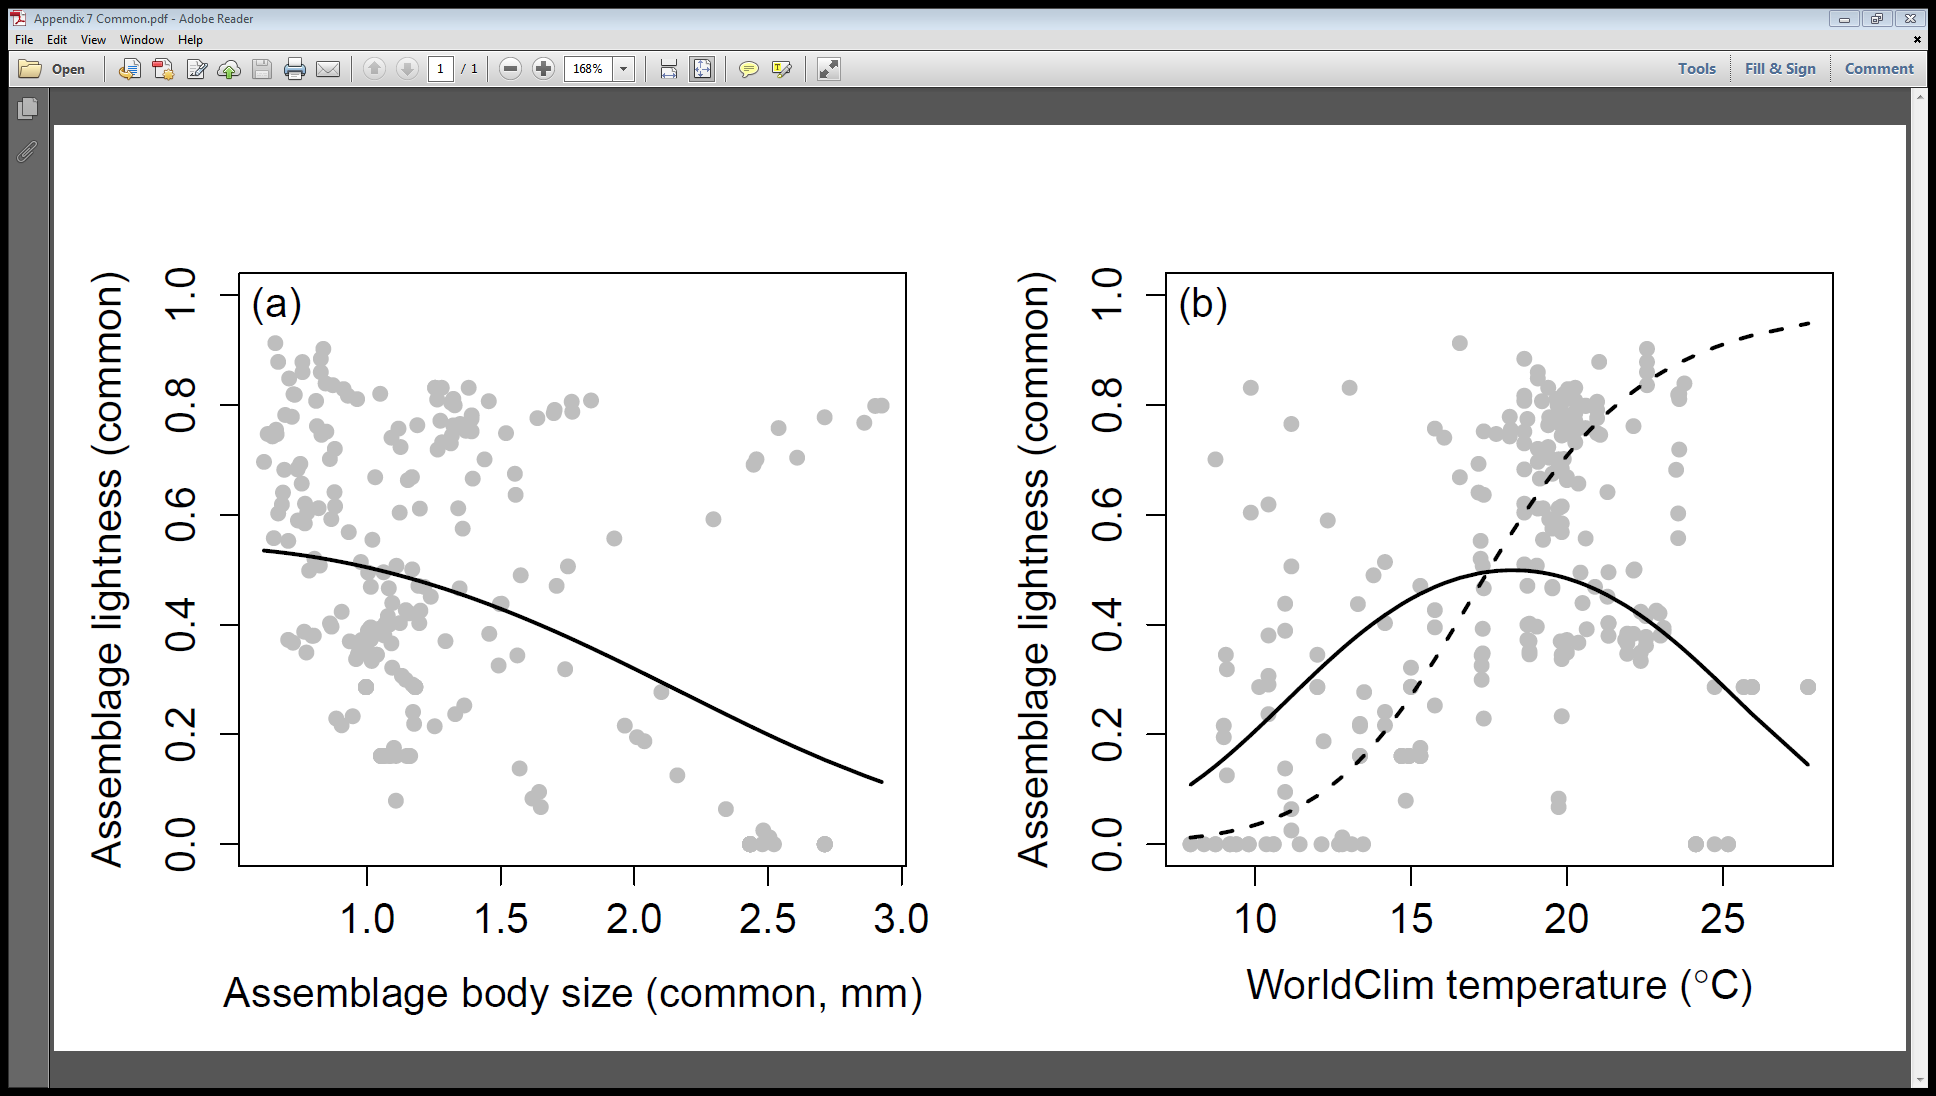 Appendix 7 Common.pdf - Adobe Reader
File Edit View Window Help
Open 1 / 1 168% Tools Fill & Sign Comment
(a)
Assemblage lightness (common)
0.0 0.2 0.4 0.6 0.8 1.0
1.0 1.5 2.0 2.5 3.0
Assemblage body size (common, mm)
(b)
Assemblage lightness (common)
0.0 0.2 0.4 0.6 0.8 1.0
10 15 20 25
WorldClim temperature (°C)